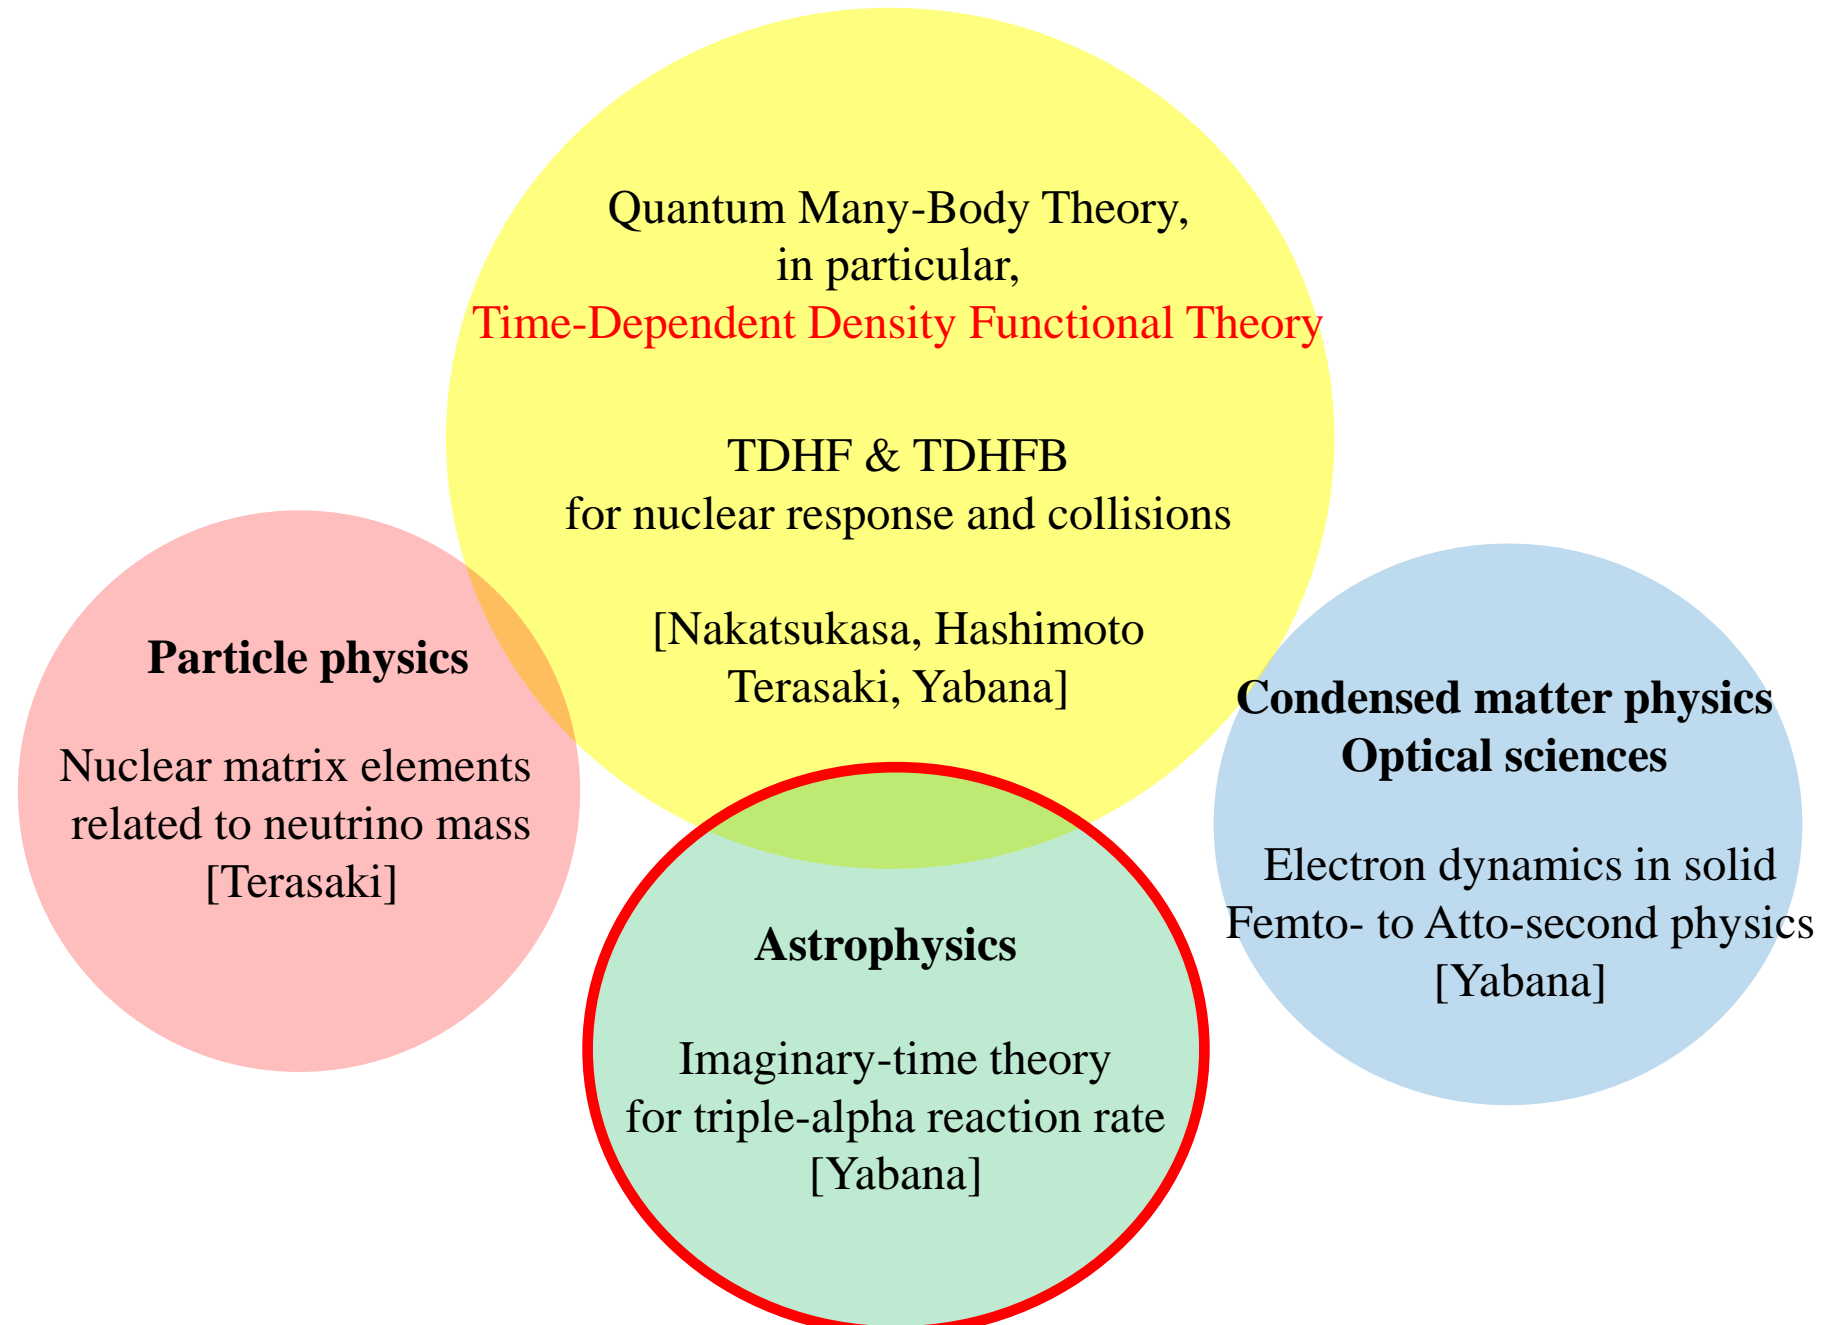 Quantum Many-Body Theory,
in particular,
Time-Dependent Density Functional Theory
TDHF & TDHFB
for nuclear response and collisions
[Nakatsukasa, Hashimoto
Terasaki, Yabana]
Particle physics
Nuclear matrix elements
related to neutrino mass
[Terasaki]
Astrophysics
Imaginary-time theory
for triple-alpha reaction rate
[Yabana]
Condensed matter physics
Optical sciences
Electron dynamics in solid
Femto- to Atto-second physics
[Yabana]